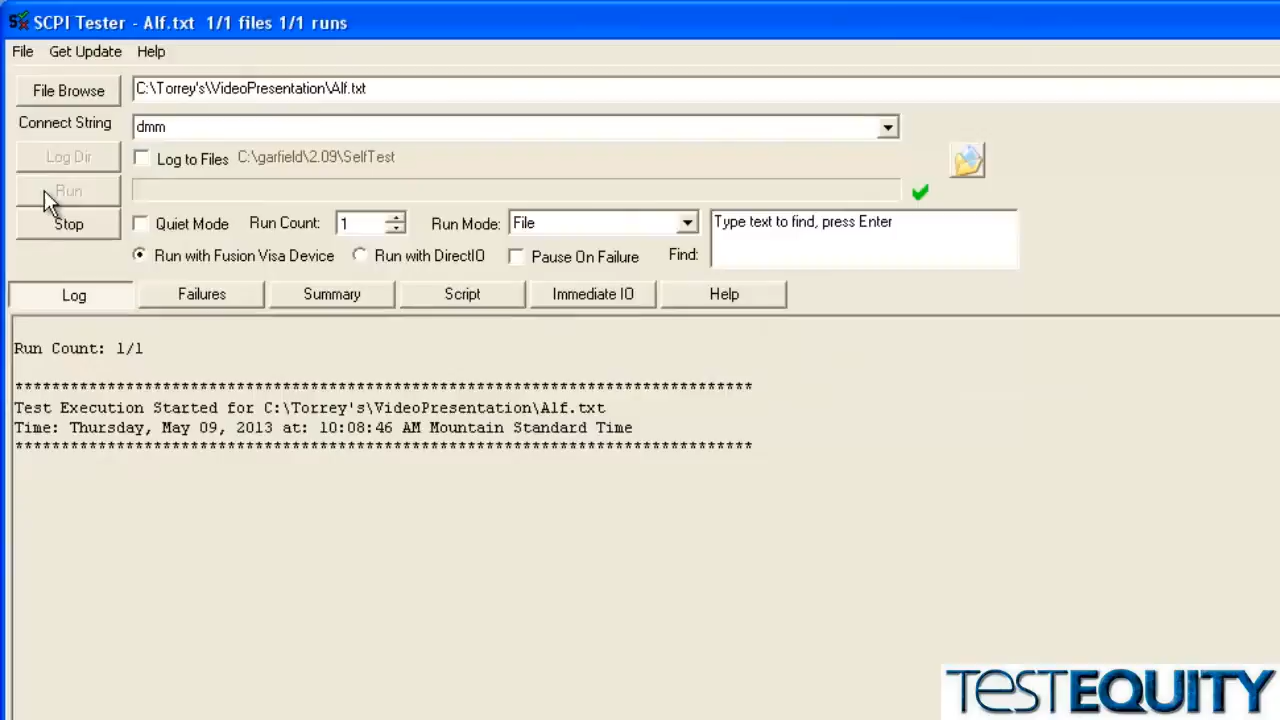 SCPI Tester - Alf.txt 1/1 files 1/1 runs
File Get Update Help
File Browse C:\Torrey's\VideoPresentation\Alf.txt
Connect String dmm
Log Dir Log to Files C:\garfield\2.09\SelfTest
Run
Stop Quiet Mode Run Count: 1 Run Mode: File Type text to find, press Enter
Run with Fusion Visa Device Run with DirectIO Pause On Failure Find:
Log Failures Summary Script Immediate IO Help
Run Count: 1/1
********************************************************************************
Test Execution Started for C:\Torrey's\VideoPresentation\Alf.txt
Time: Thursday, May 09, 2013 at: 10:08:46 AM Mountain Standard Time
********************************************************************************
TESTEQUITY